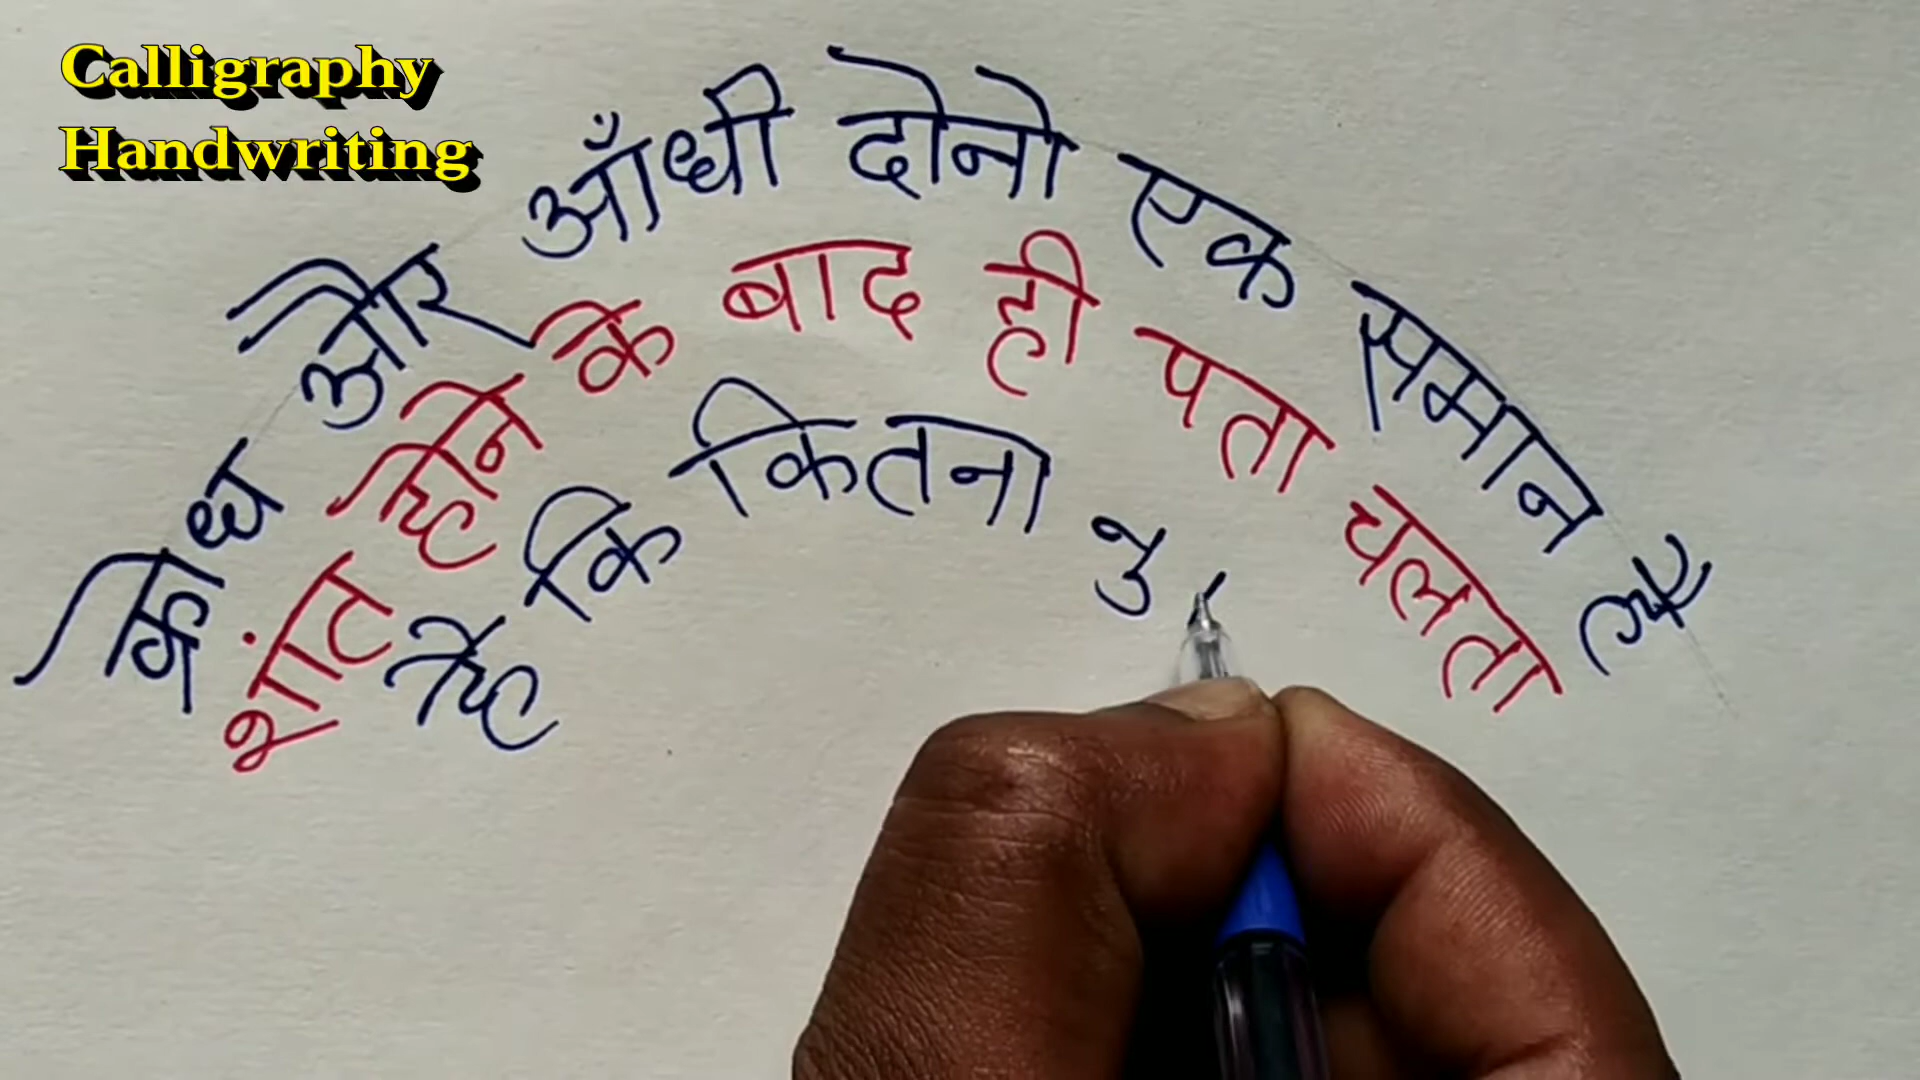 Calligraphy
Handwriting
क्रोध और आँधी दोनो एक समान है
शांत होने के बाद ही पता चलता
है कि कितना नु